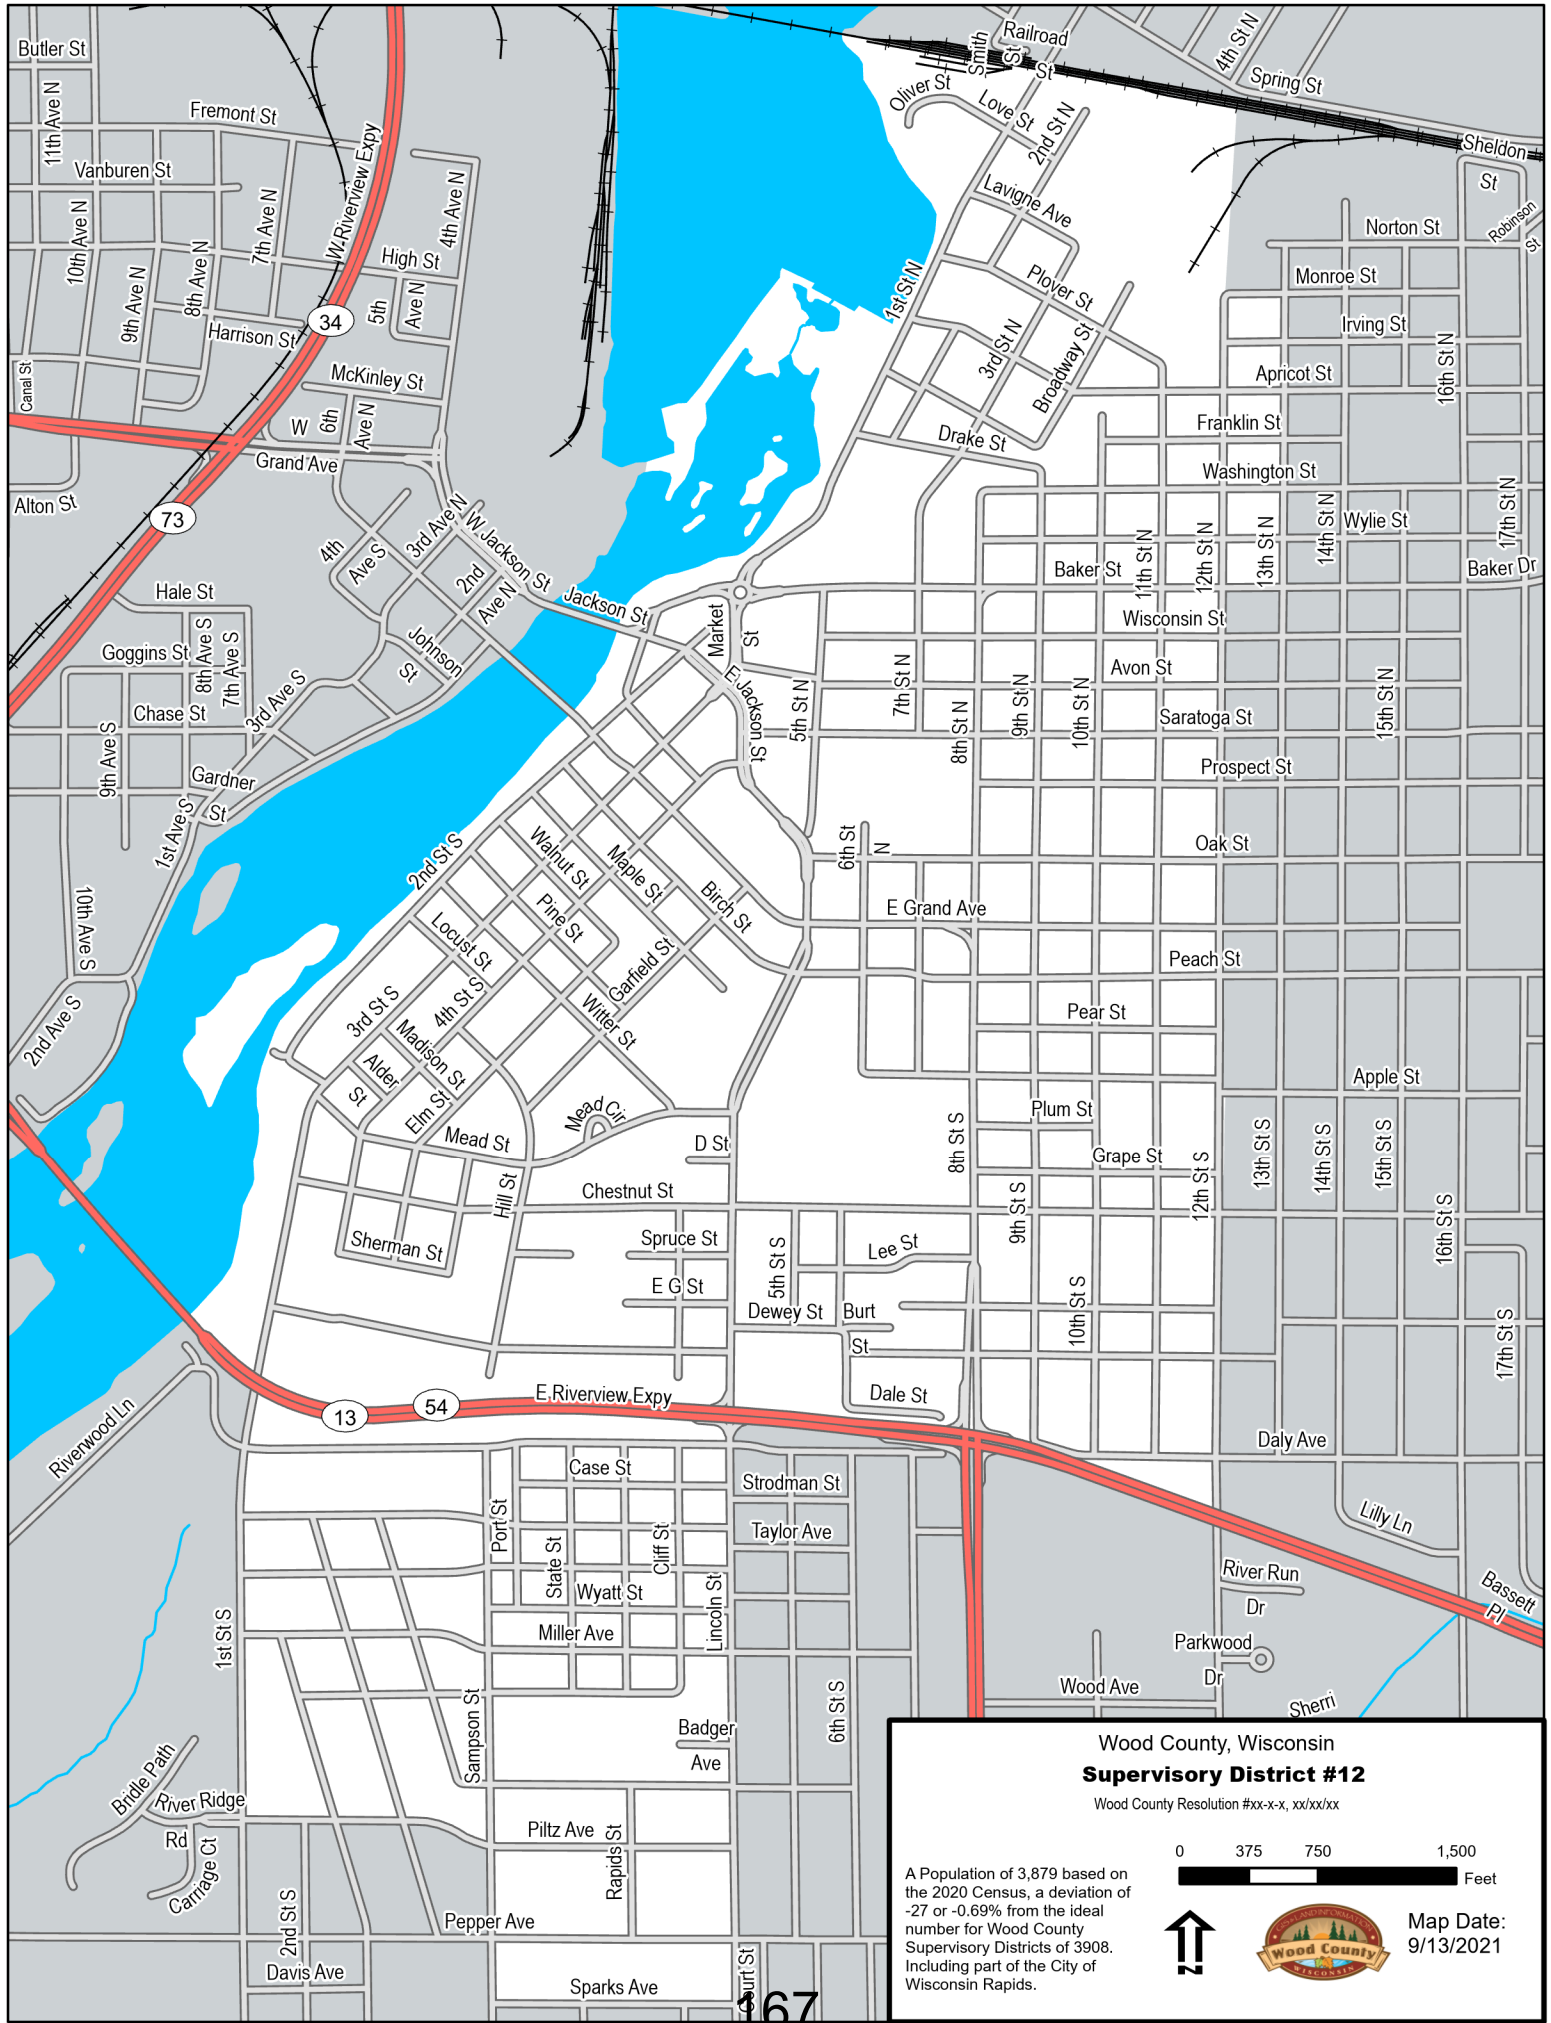 Railroad
St
Smith
St
4th St N
Butler St
Spring St
Oliver St
Love St
2nd St N
Fremont St
11th Ave N
W Riverview Expy
Sheldon
St
Vanburen St
Lavigne Ave
Robinson
St
Norton St
4th Ave N
10th Ave N
7th Ave N
8th Ave N
9th Ave N
High St
5th
Ave N
Monroe St
Plover St
1st St N
34
Harrison St
Irving St
3rd St N
Broadway St
16th St N
Canal St
McKinley St
Apricot St
W
6th
Ave N
Franklin St
Drake St
Grand Ave
Washington St
Alton St
73
3rd Ave N
W Jackson St
4th
Ave S
14th St N
Wylie St
17th St N
11th St N
12th St N
13th St N
Baker St
Baker Dr
2nd
Ave N
Hale St
Jackson St
Market
St
Wisconsin St
Johnson
St
Goggins St
8th Ave S
7th Ave S
Avon St
E Jackson St
5th St N
7th St N
8th St N
9th St N
10th St N
15th St N
3rd Ave S
Chase St
Saratoga St
9th Ave S
Gardner
St
Prospect St
1st Ave S
6th St
N
Oak St
2nd St S
Walnut St
Maple St
Birch St
10th Ave S
Pine St
E Grand Ave
Locust St
Garfield St
Peach St
2nd Ave S
3rd St S
4th St S
Witter St
Pear St
Madison St
Alder
St
Elm St
Apple St
Mead Cir
Plum St
Mead St
D St
8th St S
Grape St
13th St S
14th St S
15th St S
Hill St
Chestnut St
9th St S
12th St S
16th St S
Sherman St
Spruce St
Lee St
5th St S
E G St
Dewey St
Burt
St
10th St S
17th St S
E Riverview Expy
Dale St
13
54
Riverwood Ln
Daly Ave
Case St
Strodman St
Port St
Lilly Ln
Taylor Ave
State St
Cliff St
Wyatt St
River Run
Dr
Bassett
Pl
Lincoln St
1st St S
Miller Ave
Parkwood
Dr
Wood Ave
Sherri
Sampson St
6th St S
Badger
Ave
Bridle Path
River Ridge
Rd
Carriage Ct
Piltz Ave
Rapids St
2nd St S
Pepper Ave
Davis Ave
Sparks Ave
Court St
167
Wood County, Wisconsin
Supervisory District #12
Wood County Resolution #xx-x-x, xx/xx/xx
0 375 750 1,500
Feet
A Population of 3,879 based on
the 2020 Census, a deviation of
-27 or -0.69% from the ideal
number for Wood County
Supervisory Districts of 3908.
Including part of the City of
Wisconsin Rapids.
N
GIS • LAND INFORMATION
Wood County
WISCONSIN
Map Date:
9/13/2021